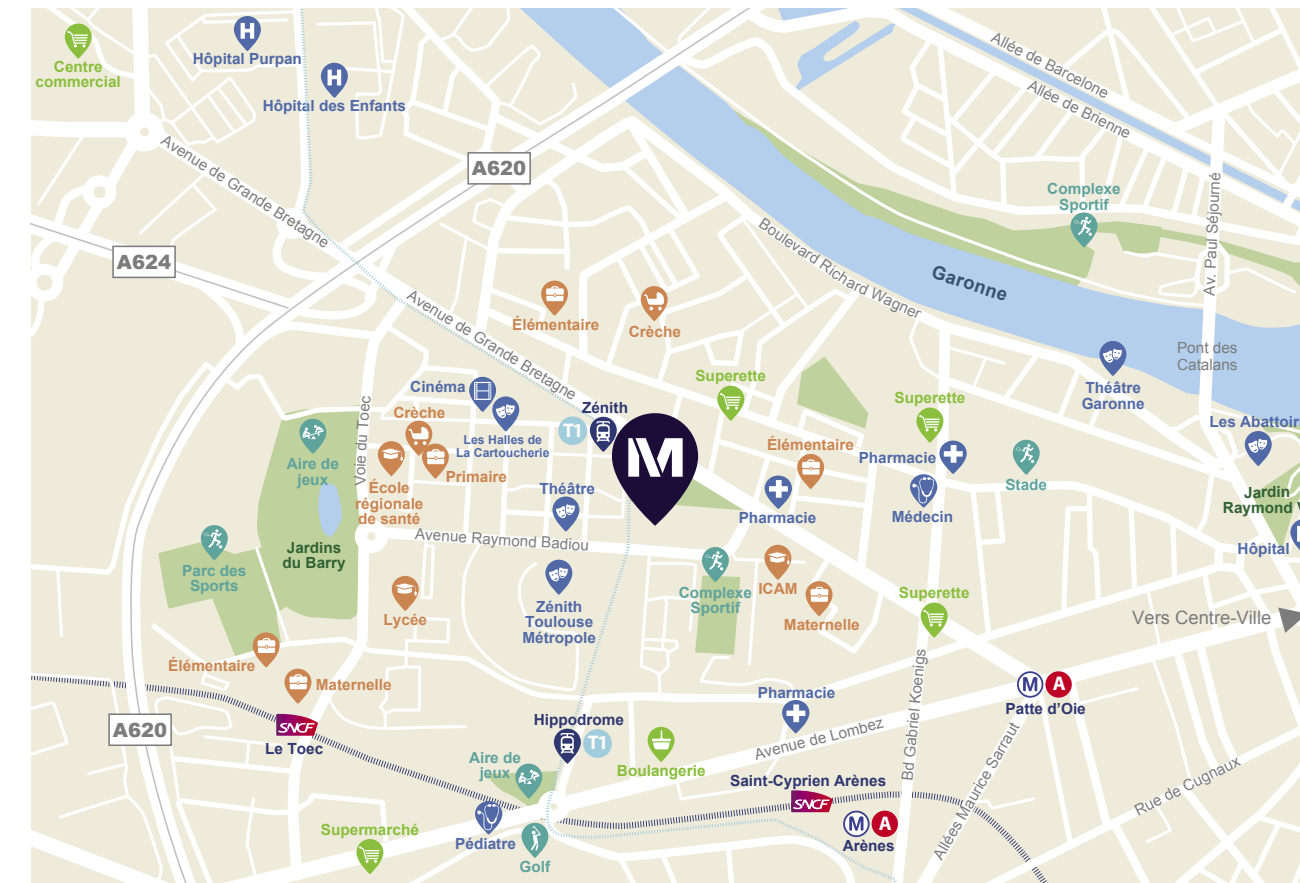 H
Hôpital Purpan
Centre
commercial
H
Hôpital des Enfants
Allée de Barcelone
Allée de Brienne
Avenue de Grande Bretagne
A620
Complexe
Sportif
Av. Paul Séjourné
A624
Boulevard Richard Wagner
Garonne
Avenue de Grande Bretagne
Élémentaire
Crèche
Pont des
Catalans
Théâtre
Garonne
Superette
Cinéma
Superette
Zénith
T1
Crèche
Les Halles de
La Cartoucherie
Les Abattoir
Voie du Toec
Aire de
jeux
M
Élémentaire
Pharmacie
Primaire
École
régionale
de santé
Stade
Théâtre
Pharmacie
Médecin
Jardin
Raymond V
Avenue Raymond Badiou
Jardins
du Barry
Hôpital
Parc des
Sports
Complexe
Sportif
ICAM
Superette
Zénith
Toulouse
Métropole
Lycée
Maternelle
Vers Centre-Ville
Élémentaire
Maternelle
Bd Gabriel Koenigs
M A
Patte d'Oie
Pharmacie
A620
SNCF
Le Toec
Hippodrome
T1
Avenue de Lombez
Boulangerie
Aire de
jeux
Saint-Cyprien Arènes
SNCF
Allées Maurice Sarraut
Rue de Cugnaux
M A
Arènes
Supermarché
Pédiatre
Golf